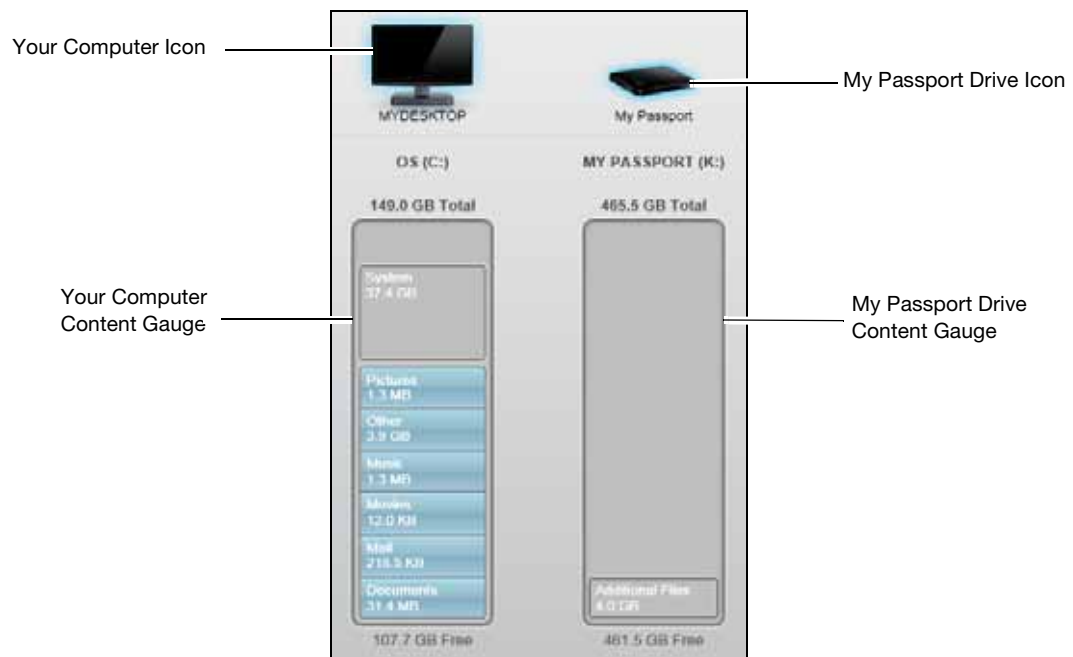 Your Computer Icon
My Passport Drive Icon
MYDESKTOP
My Passport
OS (C:)
MY PASSPORT (K:)
149.0 GB Total
465.5 GB Total
System
37.4 GB
Your Computer
Content Gauge
My Passport Drive
Content Gauge
Pictures
1.3 MB
Other
3.9 GB
Music
1.3 MB
Movies
12.0 KB
Mail
218.5 KB
Documents
31.4 MB
Additional Files
4.0 GB
107.7 GB Free
461.5 GB Free